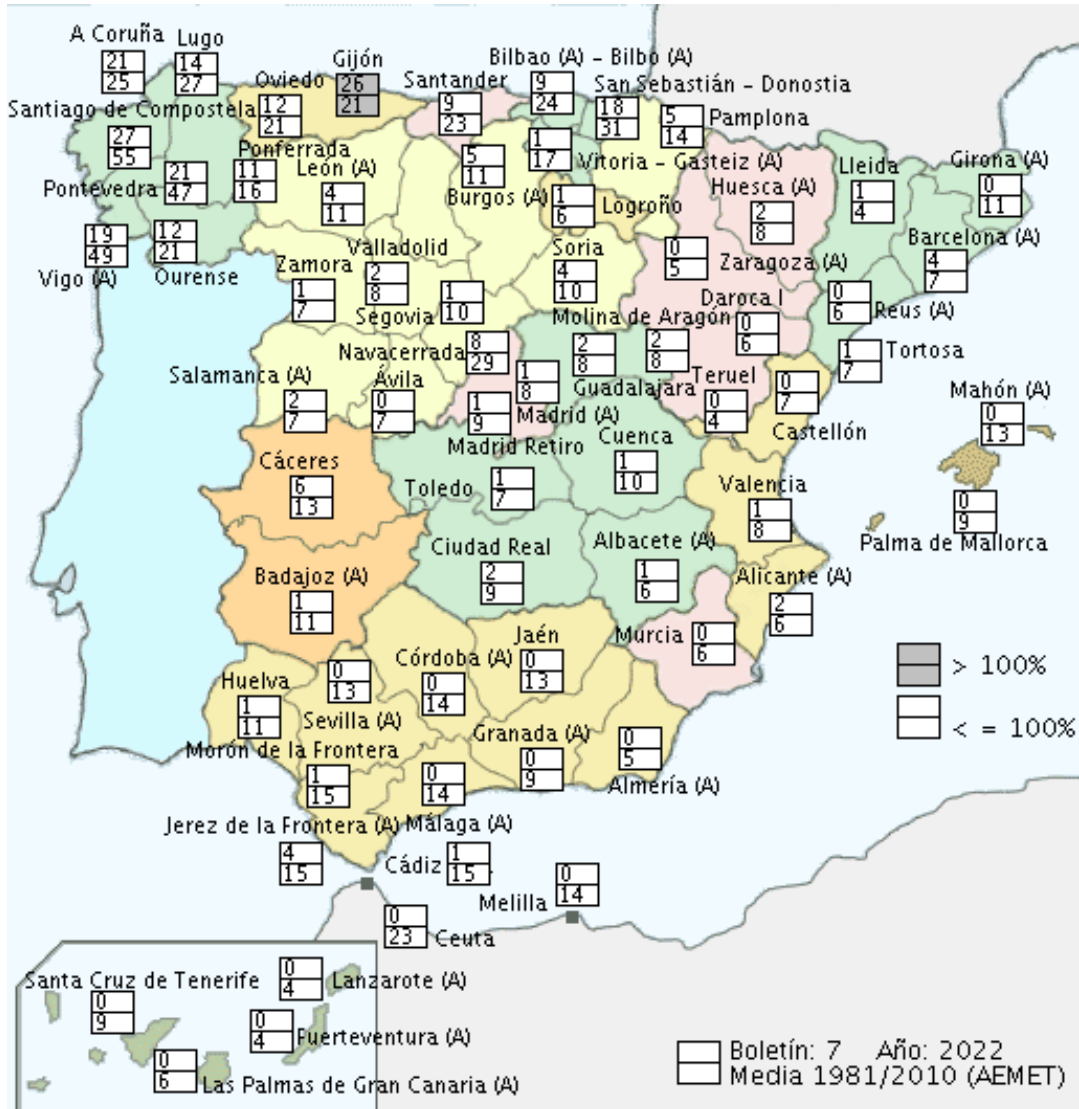 A Coruña
21
25
Lugo
14
27
Gijón
26
21
Oviedo
12
21
Santander
9
23
Bilbao (A) - Bilbo (A)
9
24
San Sebastián - Donostia
18
31
Pamplona
5
14
Santiago de Compostela
27
55
Ponferrada
11
16
León (A)
4
11
Burgos (A)
5
11
Vitoria - Gasteiz (A)
1
17
Logroño
1
6
Huesca (A)
2
8
Lleida
1
4
Girona (A)
0
11
Pontevedra
21
47
Vigo (A)
19
49
Ourense
12
21
Zamora
1
7
Valladolid
2
8
Soria
4
10
Zaragoza (A)
0
5
Barcelona (A)
4
7
Segovia
1
10
Molina de Aragón
2
8
Daroca I
0
6
Reus (A)
0
6
Tortosa
1
7
Navacerrada
8
29
Guadalajara
2
8
Teruel
0
4
Salamanca (A)
2
7
Ávila
0
7
Madrid (A)
1
8
Madrid Retiro
1
9
Castellón
0
7
Mahón (A)
0
13
Cáceres
6
13
Toledo
1
7
Cuenca
1
10
Valencia
1
8
Palma de Mallorca
0
9
Badajoz (A)
1
11
Ciudad Real
2
9
Albacete (A)
1
6
Alicante (A)
2
6
Murcia
0
6
Huelva
1
11
Sevilla (A)
0
13
Córdoba (A)
0
14
Jaén
0
13
Morón de la Frontera
1
15
Málaga (A)
0
14
Granada (A)
0
9
Almería (A)
0
5
Jerez de la Frontera (A)
4
15
Cádiz
1
15
Melilla
0
14
Ceuta
0
23
> 100%
< = 100%
Santa Cruz de Tenerife
0
9
Lanzarote (A)
0
4
Fuerteventura (A)
0
4
Las Palmas de Gran Canaria (A)
0
6
Boletín: 7 Año: 2022
Media 1981/2010 (AEMET)